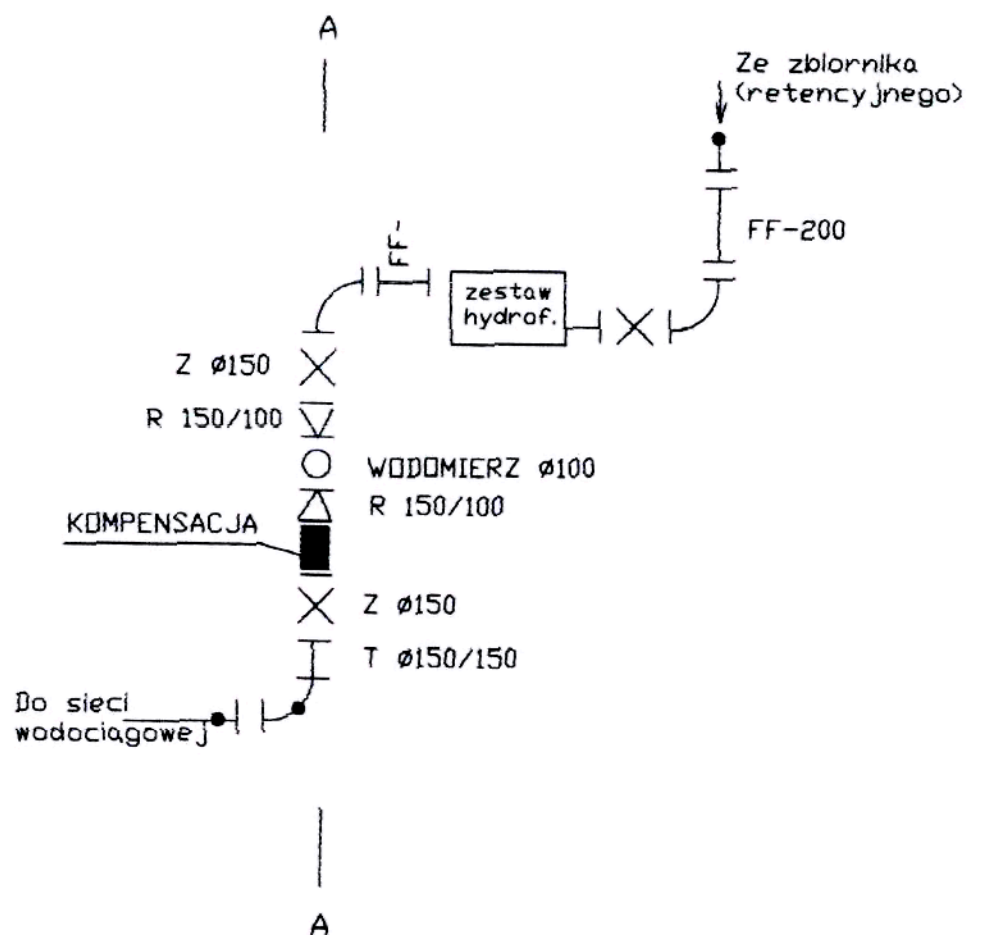 A
Ze zbiornika
(retencyjnego)
FF-
FF-200
zestaw
hydrof.
Z ø150
R 150/100
WODOMIERZ ø100
R 150/100
KOMPENSACJA
Z ø150
T ø150/150
Do sieci
wodociągowej
A